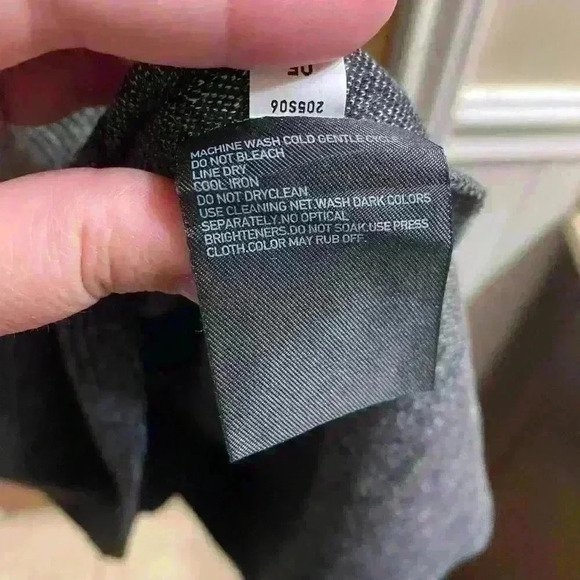 MACHINE WASH COLD GENTLE CYCLE
DO NOT BLEACH
LINE DRY
COOL IRON
DO NOT DRYCLEAN
USE CLEANING NET.WASH DARK COLORS
SEPARATELY.NO OPTICAL
BRIGHTENERS.DO NOT SOAK.USE PRESS
CLOTH.COLOR MAY RUB OFF.